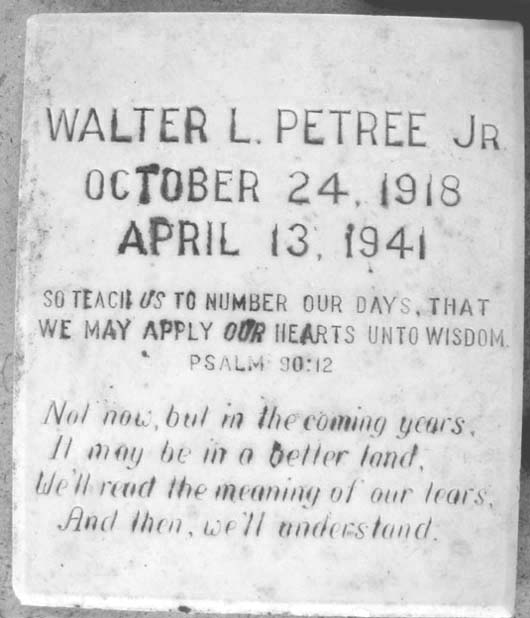 WALTER L. PETREE JR.
OCTOBER 24, 1918
APRIL 13, 1941
SO TEACH US TO NUMBER OUR DAYS, THAT
WE MAY APPLY OUR HEARTS UNTO WISDOM.
PSALM 90:12
Not now, but in the coming years,
It may be in a better land,
We'll read the meaning of our tears,
And then, we'll understand.